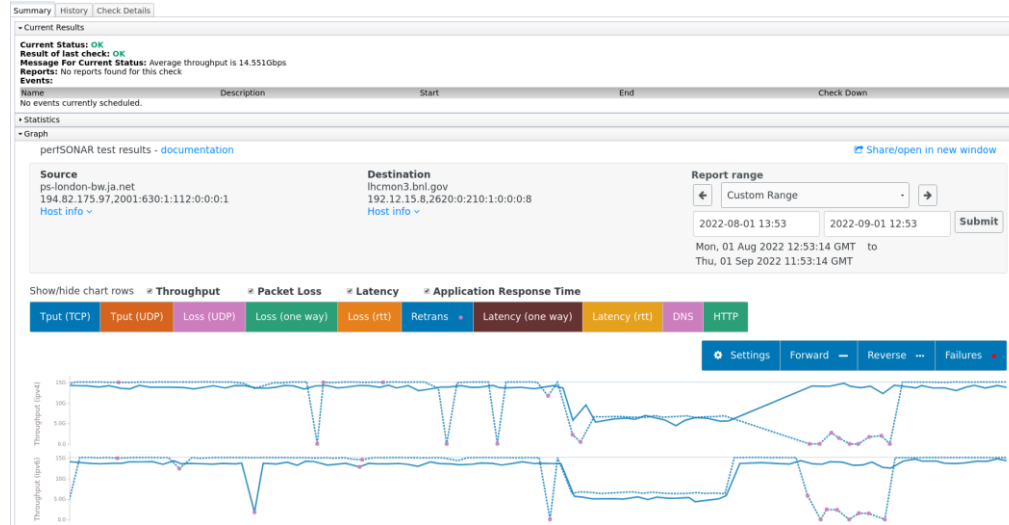 Summary History Check Details
Current Results
Current Status: OK
Result of last check: OK
Message For Current Status: Average throughput is 14.551Gbps
Reports: No reports found for this check
Events:
Name Description Start End Check Down
No events currently scheduled.
Statistics
Graph
perfSONAR test results - documentation Share/open in new window
Source Destination Report range
ps-london-bw.ja.net lhcmon3.bnl.gov
194.82.175.97,2001:630:1:112:0:0:0:1 192.12.15.8,2620:0:210:1:0:0:0:8 Custom Range
Host info Host info
2022-08-01 13:53 2022-09-01 12:53 Submit
Mon, 01 Aug 2022 12:53:14 GMT to
Thu, 01 Sep 2022 11:53:14 GMT
Show/hide chart rows Throughput Packet Loss Latency Application Response Time
Tput (TCP) Tput (UDP) Loss (UDP) Loss (one way) Loss (rtt) Retrans Latency (one way) Latency (rtt) DNS HTTP
Settings Forward Reverse Failures
Throughput (ipv4)
15G
10G
5.0G
0.0
Throughput (ipv6)
15G
10G
5.0G
0.0